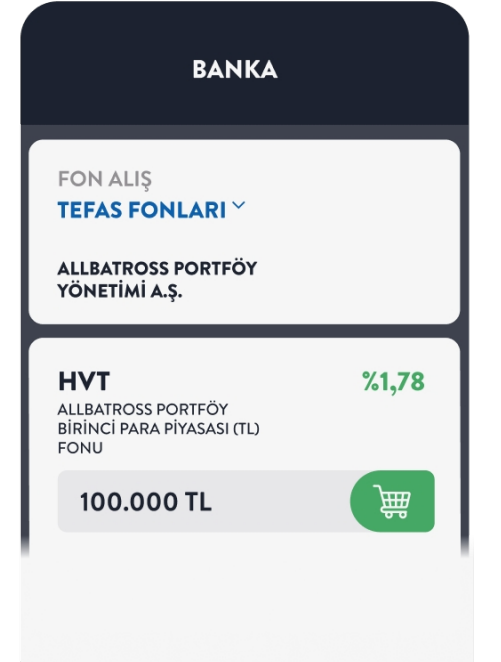 BANKA
FON ALIŞ
TEFAS FONLARI
ALLBATROSS PORTFÖY
YÖNETİMİ A.Ş.
HVT
%1,78
ALLBATROSS PORTFÖY
BİRİNCİ PARA PİYASASI (TL)
FONU
100.000 TL